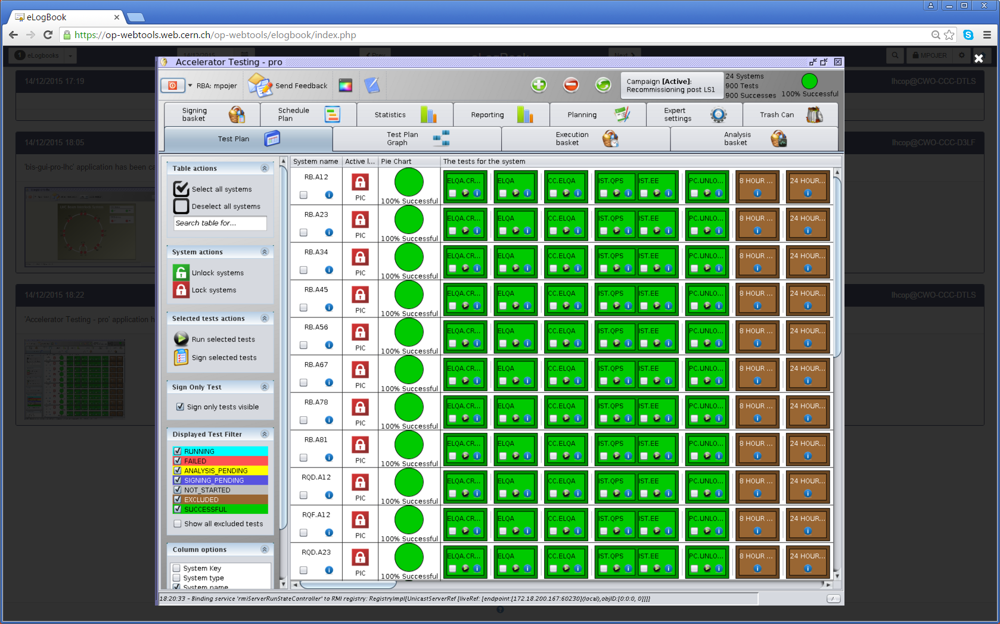 eLogBook
https://op-webtools.web.cern.ch/op-webtools/elogbook/index.php
1 eLogbooks
14/12/2015
Prev
eLogBook
Next
MPOJER
14/12/2015 17:19
lhcop@CWO-CCC-DTLS
14/12/2015 18:05
lhcop@CWO-CCC-D3LF
'bis-gui-pro-lhc' application has been ca
14/12/2015 18:22
lhcop@CWO-CCC-DTLS
'Accelerator Testing - pro' application h
Accelerator Testing - pro
RBA: mpojer
Send Feedback
Campaign [Active]:
Recommissioning post LS1
24 Systems
900 Tests
900 Successes
100% Successful
Signing basket
Schedule Plan
Statistics
Reporting
Planning
Expert settings
Trash Can
Test Plan
Test Plan Graph
Execution basket
Analysis basket
Table actions
Select all systems
Deselect all systems
Search table for...
System actions
Unlock systems
Lock systems
Selected tests actions
Run selected tests
Sign selected tests
Sign Only Test
Sign only tests visible
Displayed Test Filter
RUNNING
FAILED
ANALYSIS_PENDING
SIGNING_PENDING
NOT_STARTED
EXCLUDED
SUCCESSFUL
Show all excluded tests
Column options
System Key
System type
System name
System name Active l... Pie Chart The tests for the system
RB.A12 PIC 100% Successful ELQA.CR... ELQA CC.ELQA IST.QPS IST.EE PC.UNLO... 8 HOUR ... 24 HOUR...
RB.A23 PIC 100% Successful ELQA.CR... ELQA CC.ELQA IST.QPS IST.EE PC.UNLO... 8 HOUR ... 24 HOUR...
RB.A34 PIC 100% Successful ELQA.CR... ELQA CC.ELQA IST.QPS IST.EE PC.UNLO... 8 HOUR ... 24 HOUR...
RB.A45 PIC 100% Successful ELQA.CR... ELQA CC.ELQA IST.QPS IST.EE PC.UNLO... 8 HOUR ... 24 HOUR...
RB.A56 PIC 100% Successful ELQA.CR... ELQA CC.ELQA IST.QPS IST.EE PC.UNLO... 8 HOUR ... 24 HOUR...
RB.A67 PIC 100% Successful ELQA.CR... ELQA CC.ELQA IST.QPS IST.EE PC.UNLO... 8 HOUR ... 24 HOUR...
RB.A78 PIC 100% Successful ELQA.CR... ELQA CC.ELQA IST.QPS IST.EE PC.UNLO... 8 HOUR ... 24 HOUR...
RB.A81 PIC 100% Successful ELQA.CR... ELQA CC.ELQA IST.QPS IST.EE PC.UNLO... 8 HOUR ... 24 HOUR...
RQD.A12 PIC 100% Successful ELQA.CR... ELQA CC.ELQA IST.QPS IST.EE PC.UNLO... 8 HOUR ... 24 HOUR...
RQF.A12 PIC 100% Successful ELQA.CR... ELQA CC.ELQA IST.QPS IST.EE PC.UNLO... 8 HOUR ... 24 HOUR...
RQD.A23 PIC 100% Successful ELQA.CR... ELQA CC.ELQA IST.QPS IST.EE PC.UNLO... 8 HOUR ... 24 HOUR...
18:20:33 - Binding service 'rmiServerRunStateController' to RMI registry: RegistryImpl[UnicastServerRef [liveRef: [endpoint:[172.18.200.167:60230](local),objID:[0:0:0, 0]]]]